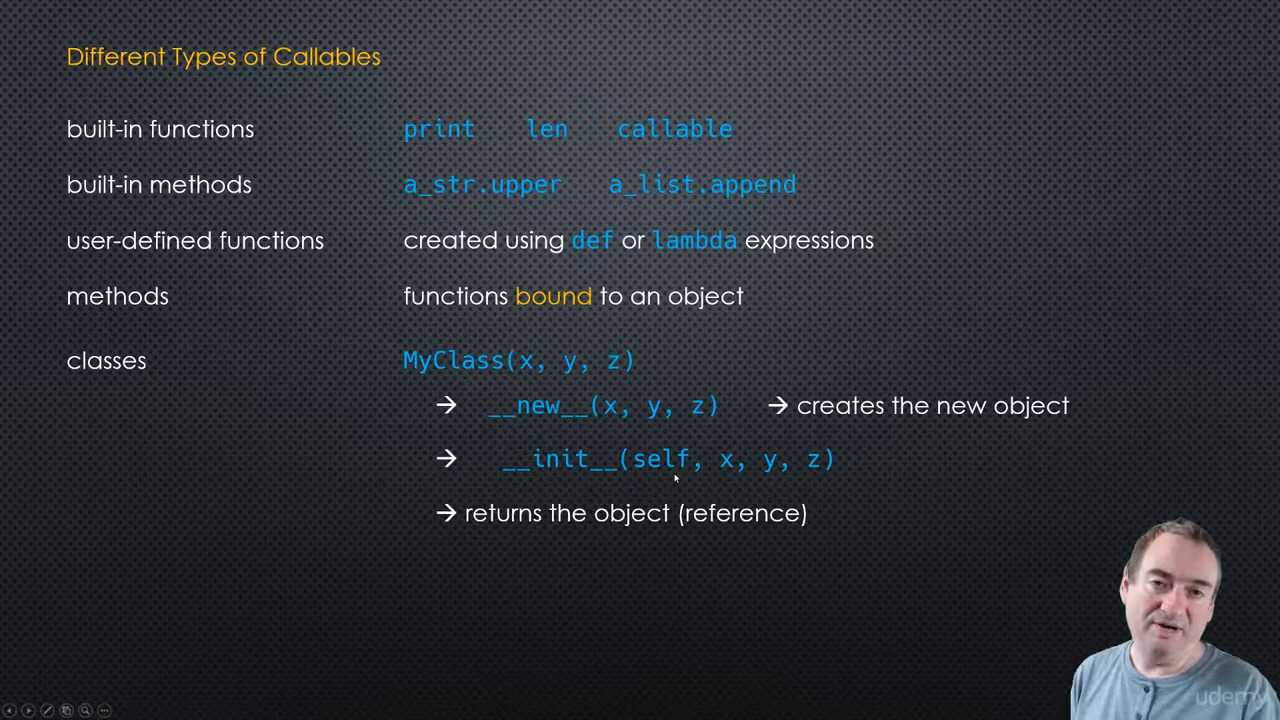 Different Types of Callables
built-in functions print len callable
built-in methods a_str.upper a_list.append
user-defined functions created using def or lambda expressions
methods functions bound to an object
classes MyClass(x, y, z)
→ __new__(x, y, z) → creates the new object
→ __init__(self, x, y, z)
→ returns the object (reference)
udemy